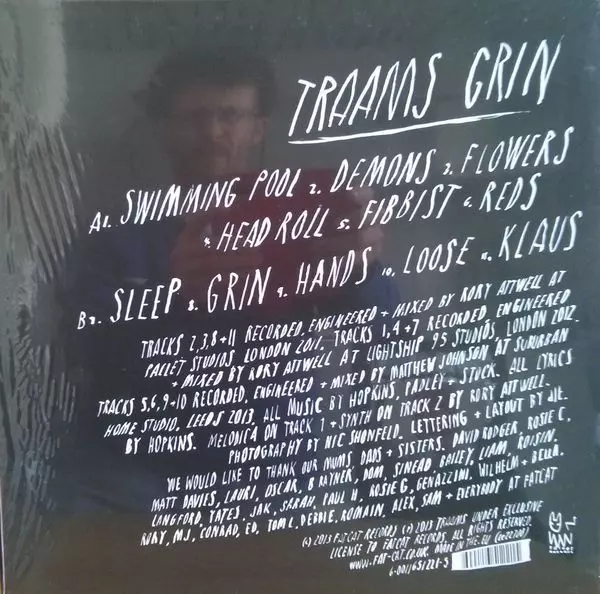 TRAAMS GRIN
A1. SWIMMING POOL 2. DEMONS 3. FLOWERS
4. HEAD ROLL 5. FIBBIST 6. REDS
B7. SLEEP 8. GRIN 9. HANDS 10. LOOSE 11. KLAUS
TRACKS 2,3,8+11 RECORDED, ENGINEERED + MIXED BY RORY ATTWELL AT
PALLET STUDIOS, LONDON 2011. TRACKS 1,4+7 RECORDED, ENGINEERED
+ MIXED BY RORY ATTWELL AT LIGHTSHIP 95 STUDIOS, LONDON 2012.
TRACKS 5,6,9+10 RECORDED, ENGINEERED + MIXED BY MATTHEW JOHNSON AT SUBURBAN
HOME STUDIO, LEEDS 2013. ALL MUSIC BY HOPKINS, PADLEY + STOCK. ALL LYRICS
BY HOPKINS. MELODICA ON TRACK 1 + SYNTH ON TRACK 2 BY RORY ATTWELL.
PHOTOGRAPHY BY NIC SHONFELD. LETTERING + LAYOUT BY DLE.
WE WOULD LIKE TO THANK OUR MUMS, DADS + SISTERS. DAVID RODGER, ROSIE C,
MATT DAVIES, LAURI, OSCAR, B RAYNER, DOM, SINEAD, BAILEY, LIAM, ROISIN,
LANGFORD, YATES, JAK, SARAH, PAUL H, ROSIE G, GENAZZINI, WILHELM + BELLA.
RORY, MJ, CONRAD, ED, TOM L, DEBBIE, ROMAIN, ALEX, SAM + EVERYBODY AT FATCAT
(C) 2013 FATCAT RECORDS (P) 2013 TRAAMS UNDER EXCLUSIVE
LICENSE TO FATCAT RECORDS. ALL RIGHTS RESERVED.
WWW.FAT-CAT.CO.UK. MADE IN THE EU